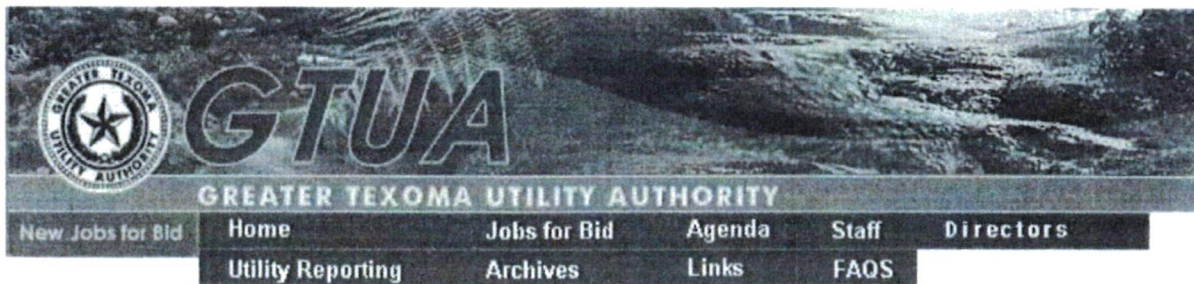 GREATER TEXOMA
UTILITY AUTHORITY
GTUA
GREATER TEXOMA UTILITY AUTHORITY
New Jobs for Bid
Home Jobs for Bid Agenda Staff Directors
Utility Reporting Archives Links FAQS